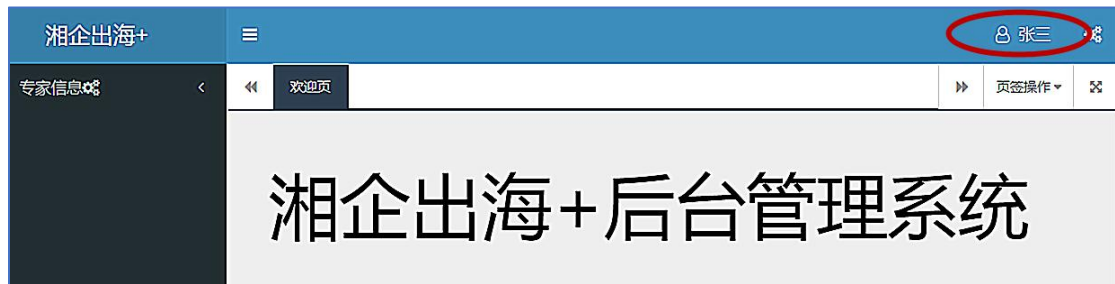 湘企出海+
张三
专家信息
欢迎页
页签操作
湘企出海+后台管理系统